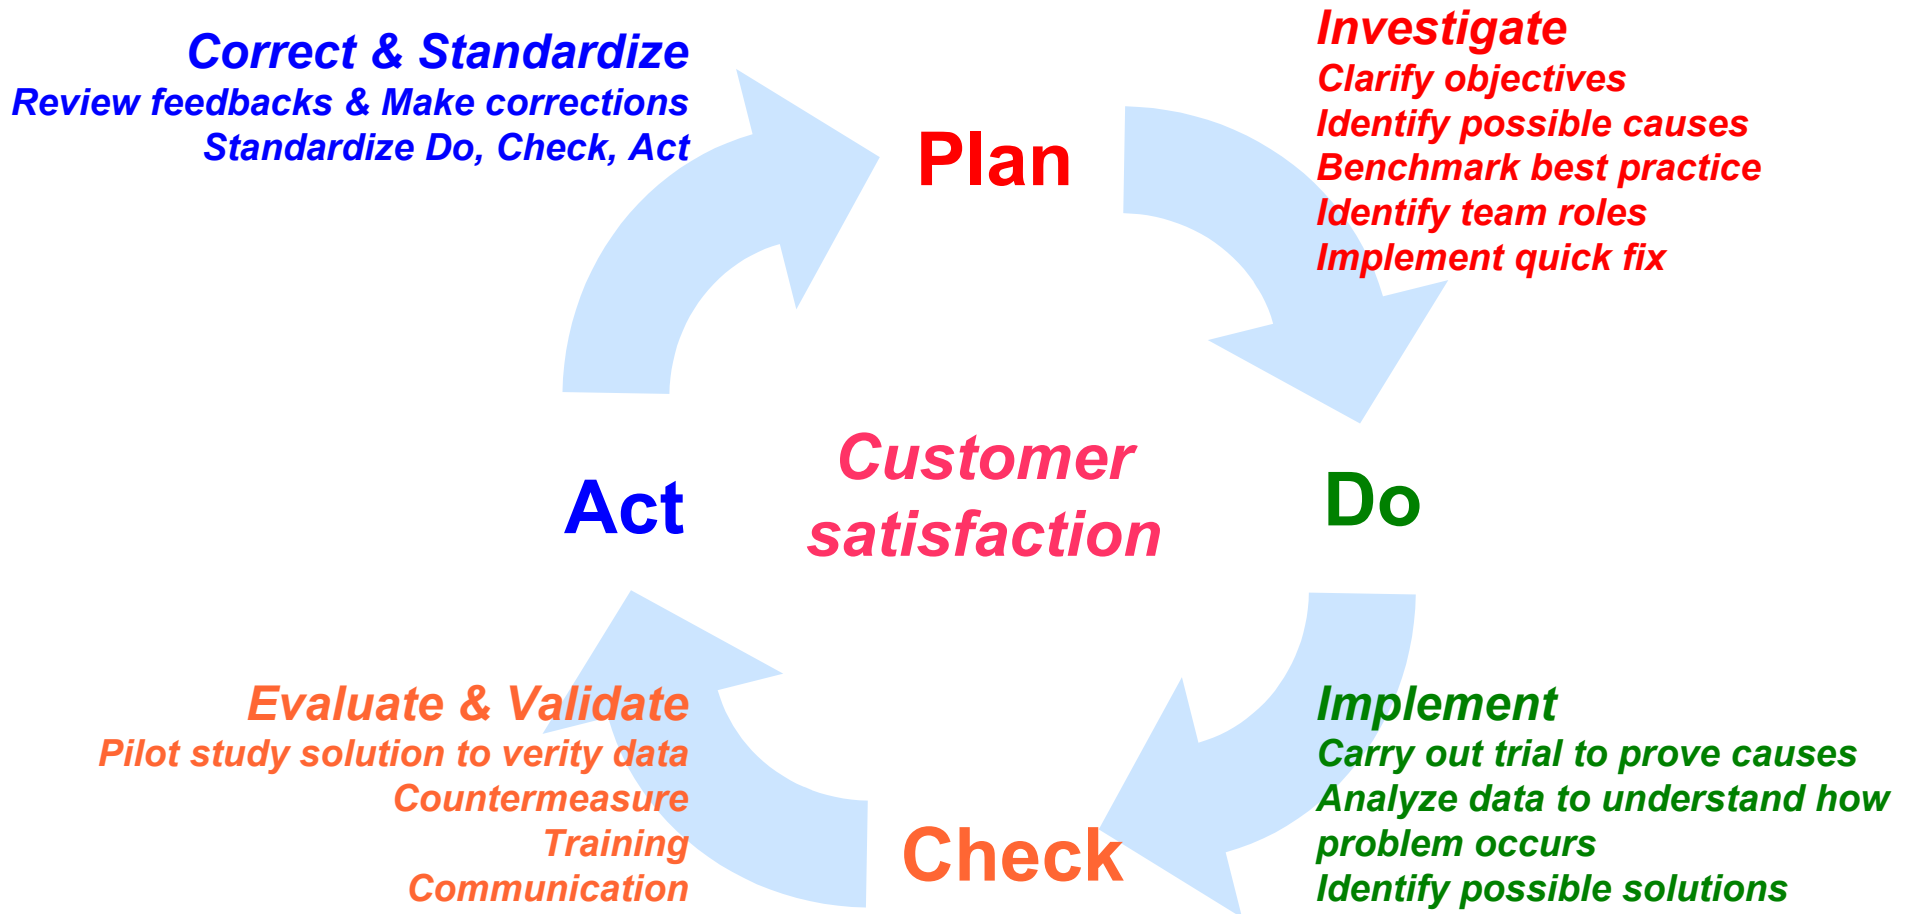 Correct & Standardize
Review feedbacks & Make corrections
Standardize Do, Check, Act
Plan
Investigate
Clarify objectives
Identify possible causes
Benchmark best practice
Identify team roles
Implement quick fix
Act
Customer
satisfaction
Do
Evaluate & Validate
Pilot study solution to verity data
Countermeasure
Training
Communication
Check
Implement
Carry out trial to prove causes
Analyze data to understand how
problem occurs
Identify possible solutions